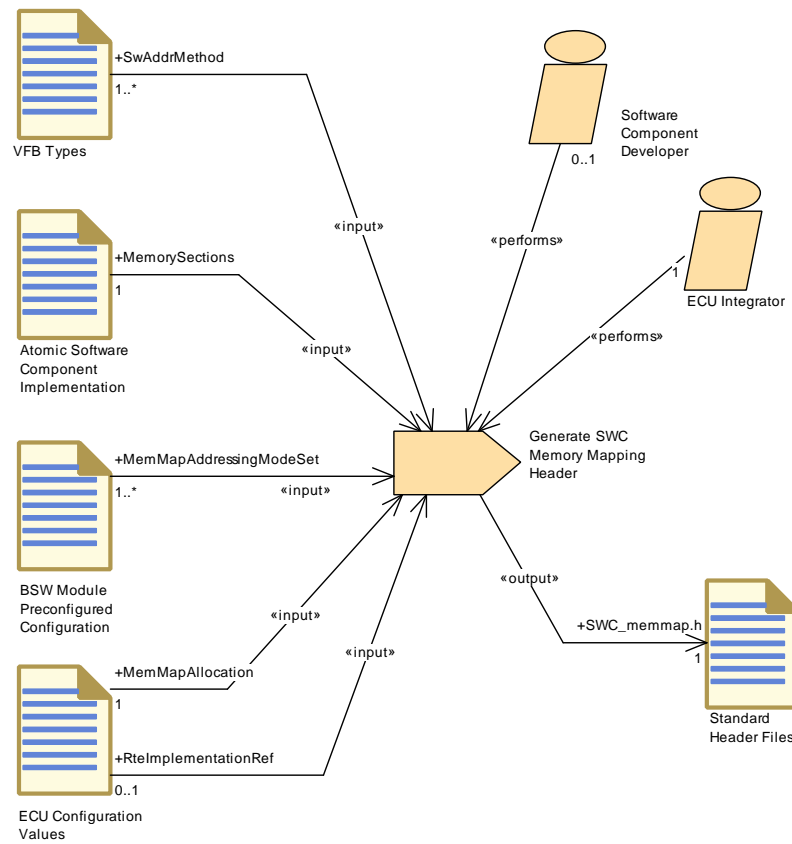 +SwAddrMethod
1..*
VFB Types
Software
Component
Developer
0..1
«input»
«performs»
+MemorySections
1
Atomic Software
Component
Implementation
«input»
1
ECU Integrator
«performs»
Generate SWC
Memory Mapping
Header
+MemMapAddressingModeSet
1..*
«input»
BSW Module
Preconfigured
Configuration
«output»
«input»
+SWC_memmap.h
1
«input»
+MemMapAllocation
1
Standard
Header Files
+RteImplementationRef
0..1
ECU Configuration
Values